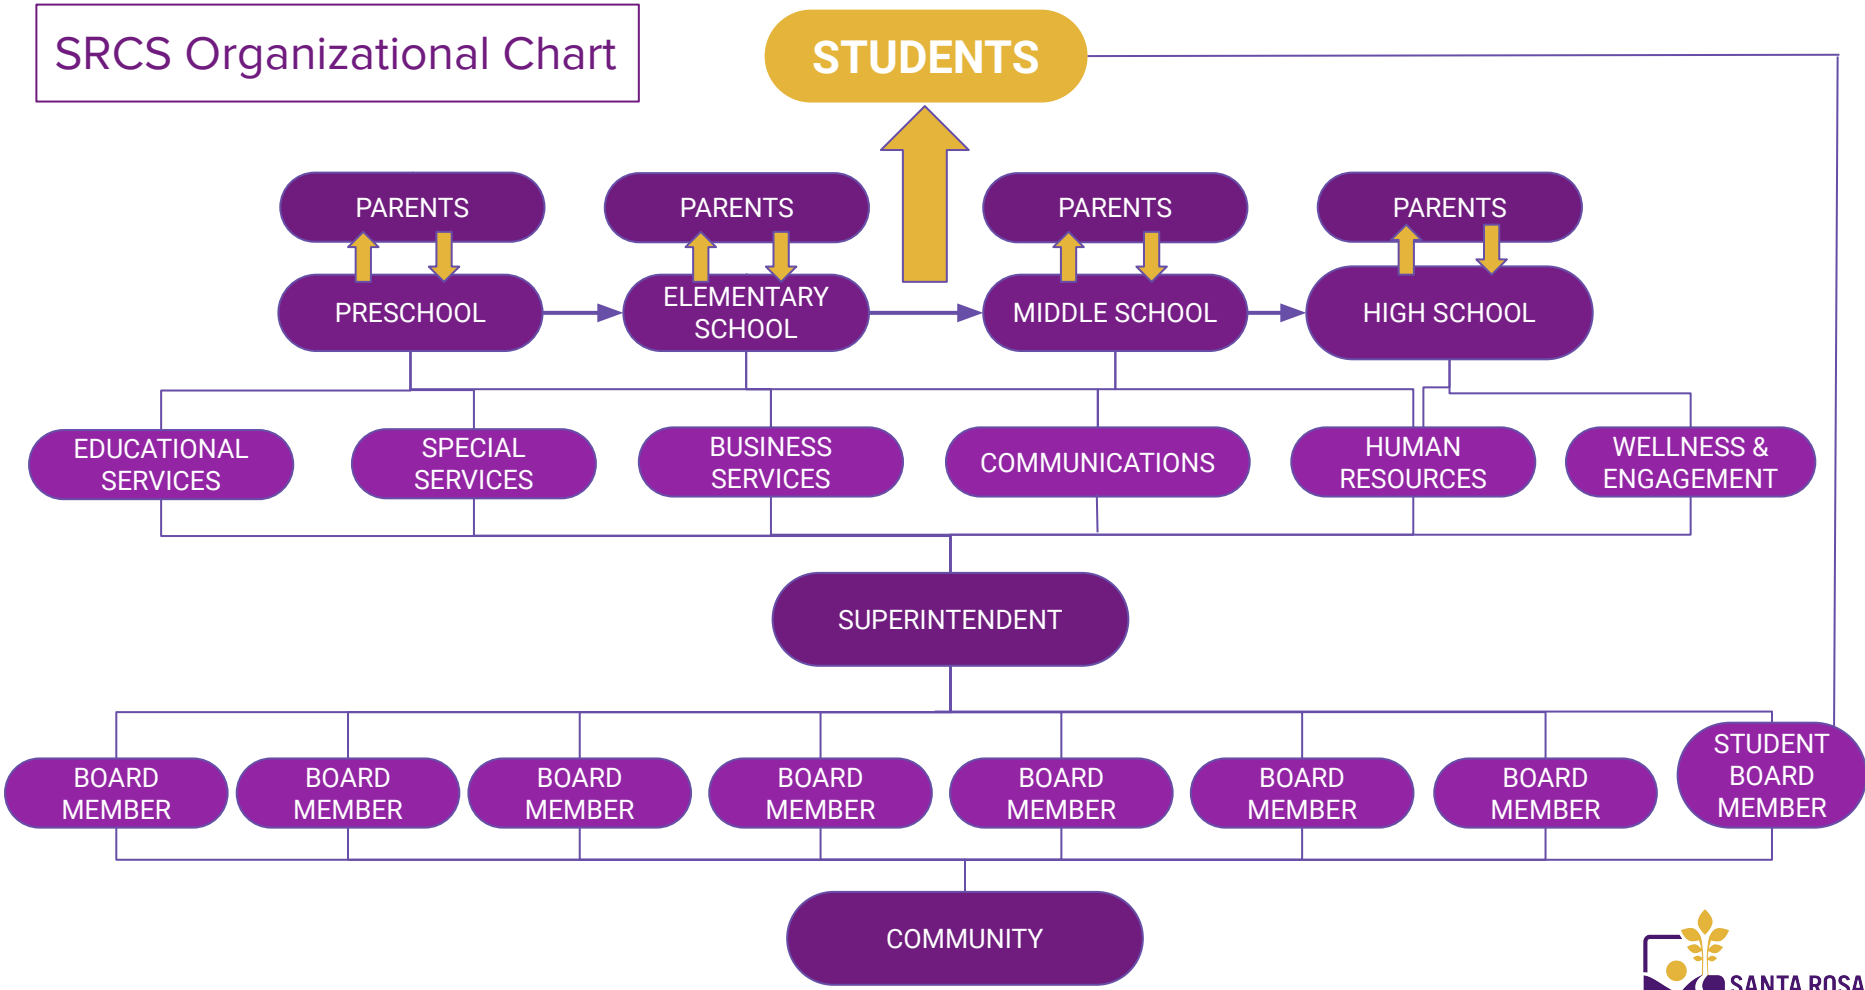 SRCS Organizational Chart
STUDENTS
PARENTS
PARENTS
PARENTS
PARENTS
PRESCHOOL
ELEMENTARY
SCHOOL
MIDDLE SCHOOL
HIGH SCHOOL
EDUCATIONAL
SERVICES
SPECIAL
SERVICES
BUSINESS
SERVICES
COMMUNICATIONS
HUMAN
RESOURCES
WELLNESS &
ENGAGEMENT
SUPERINTENDENT
BOARD
MEMBER
BOARD
MEMBER
BOARD
MEMBER
BOARD
MEMBER
BOARD
MEMBER
BOARD
MEMBER
BOARD
MEMBER
STUDENT
BOARD
MEMBER
COMMUNITY
SANTA ROSA